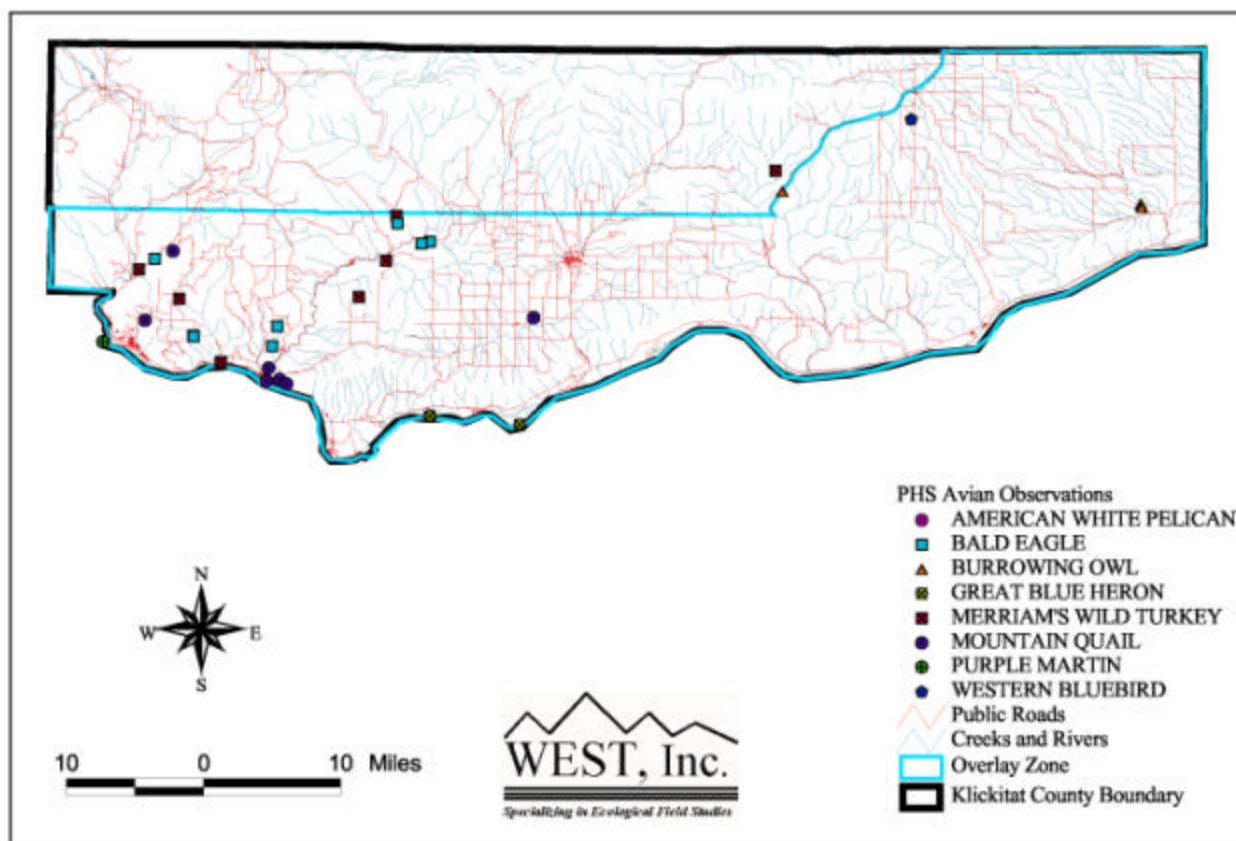 PHS Avian Observations
AMERICAN WHITE PELICAN
BALD EAGLE
BURROWING OWL
GREAT BLUE HERON
MERRIAM'S WILD TURKEY
MOUNTAIN QUAIL
PURPLE MARTIN
WESTERN BLUEBIRD
Public Roads
Creeks and Rivers
Overlay Zone
Klickitat County Boundary
N
W E
S
10 0 10 Miles
WEST, Inc.
Specializing in Ecological Field Studies